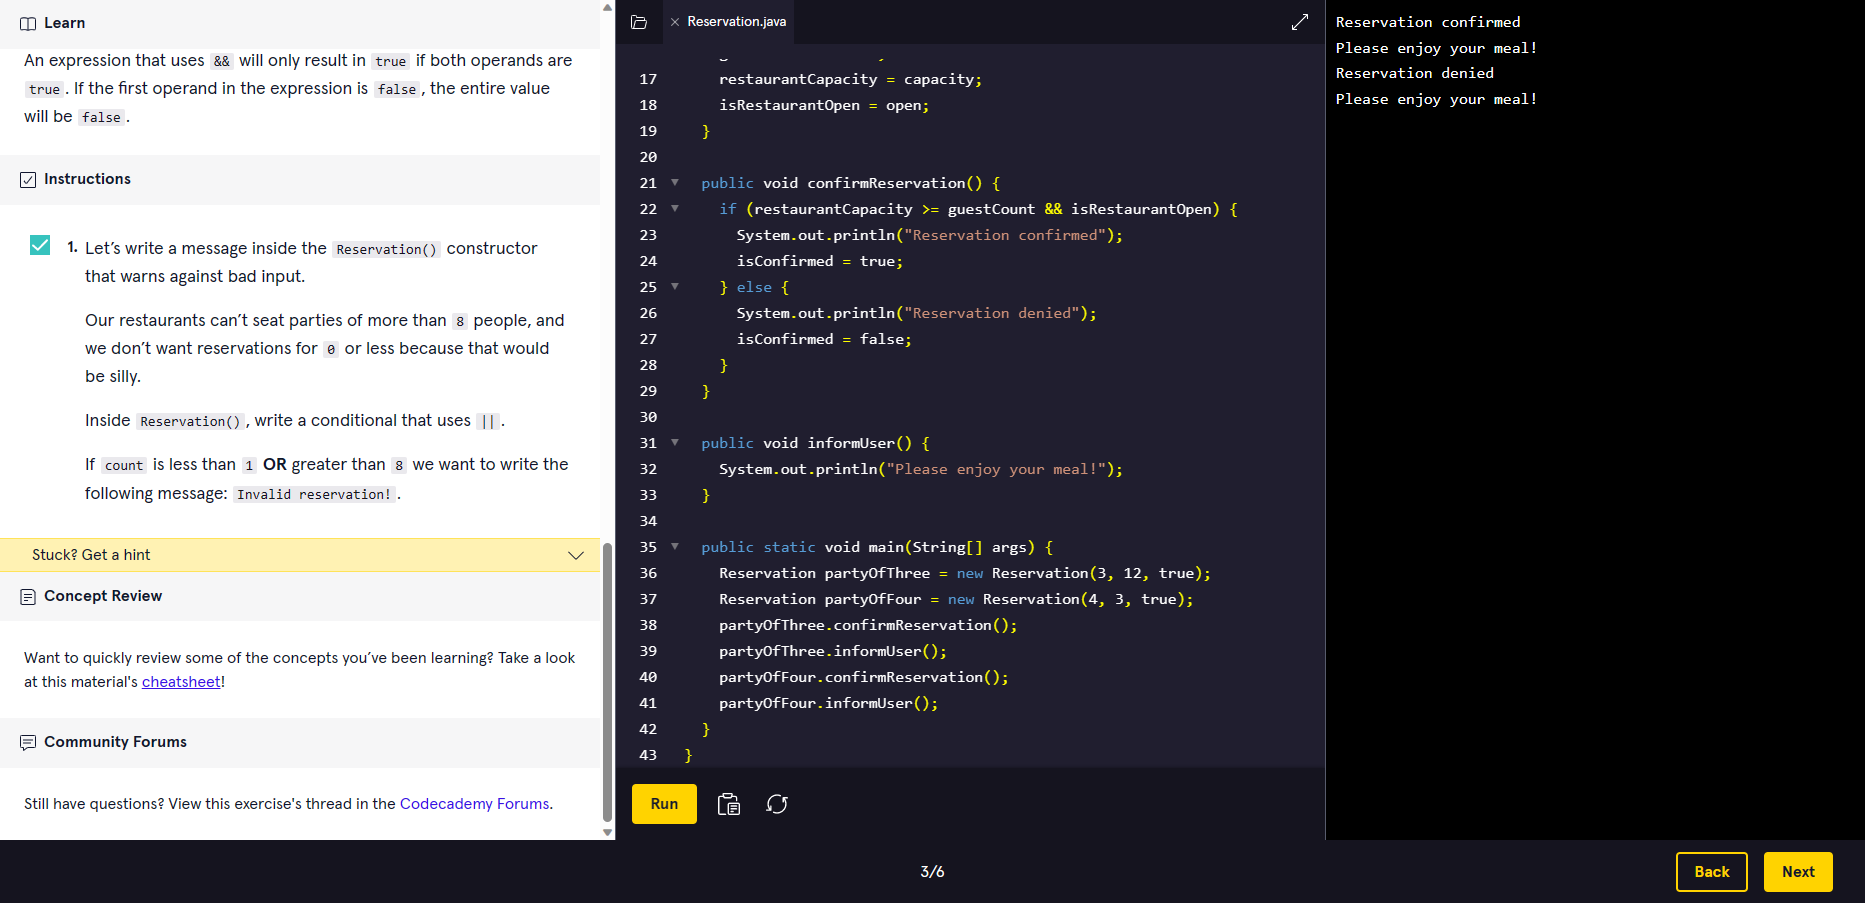 Learn
An expression that uses && will only result in true if both operands are
true. If the first operand in the expression is false, the entire value
will be false.
Instructions
1. Let’s write a message inside the Reservation() constructor
that warns against bad input.
Our restaurants can’t seat parties of more than 8 people, and
we don’t want reservations for 0 or less because that would
be silly.
Inside Reservation(), write a conditional that uses ||.
If count is less than 1 OR greater than 8 we want to write the
following message: Invalid reservation!.
Stuck? Get a hint
Concept Review
Want to quickly review some of the concepts you’ve been learning? Take a look
at this material's cheatsheet!
Community Forums
Still have questions? View this exercise's thread in the Codecademy Forums.
Reservation.java
17 restaurantCapacity = capacity;
18 isRestaurantOpen = open;
19 }
20
21 public void confirmReservation() {
22 if (restaurantCapacity >= guestCount && isRestaurantOpen) {
23 System.out.println("Reservation confirmed");
24 isConfirmed = true;
25 } else {
26 System.out.println("Reservation denied");
27 isConfirmed = false;
28 }
29 }
30
31 public void informUser() {
32 System.out.println("Please enjoy your meal!");
33 }
34
35 public static void main(String[] args) {
36 Reservation partyOfThree = new Reservation(3, 12, true);
37 Reservation partyOfFour = new Reservation(4, 3, true);
38 partyOfThree.confirmReservation();
39 partyOfThree.informUser();
40 partyOfFour.confirmReservation();
41 partyOfFour.informUser();
42 }
43 }
Run
Reservation confirmed
Please enjoy your meal!
Reservation denied
Please enjoy your meal!
3/6
Back
Next